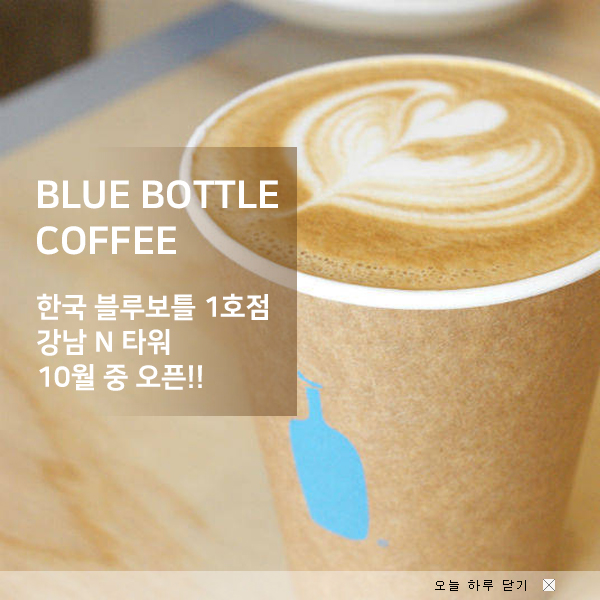 BLUE BOTTLE
COFFEE
한국 블루보틀 1호점
강남 N 타워
10월 중 오픈!!
오늘 하루 닫기